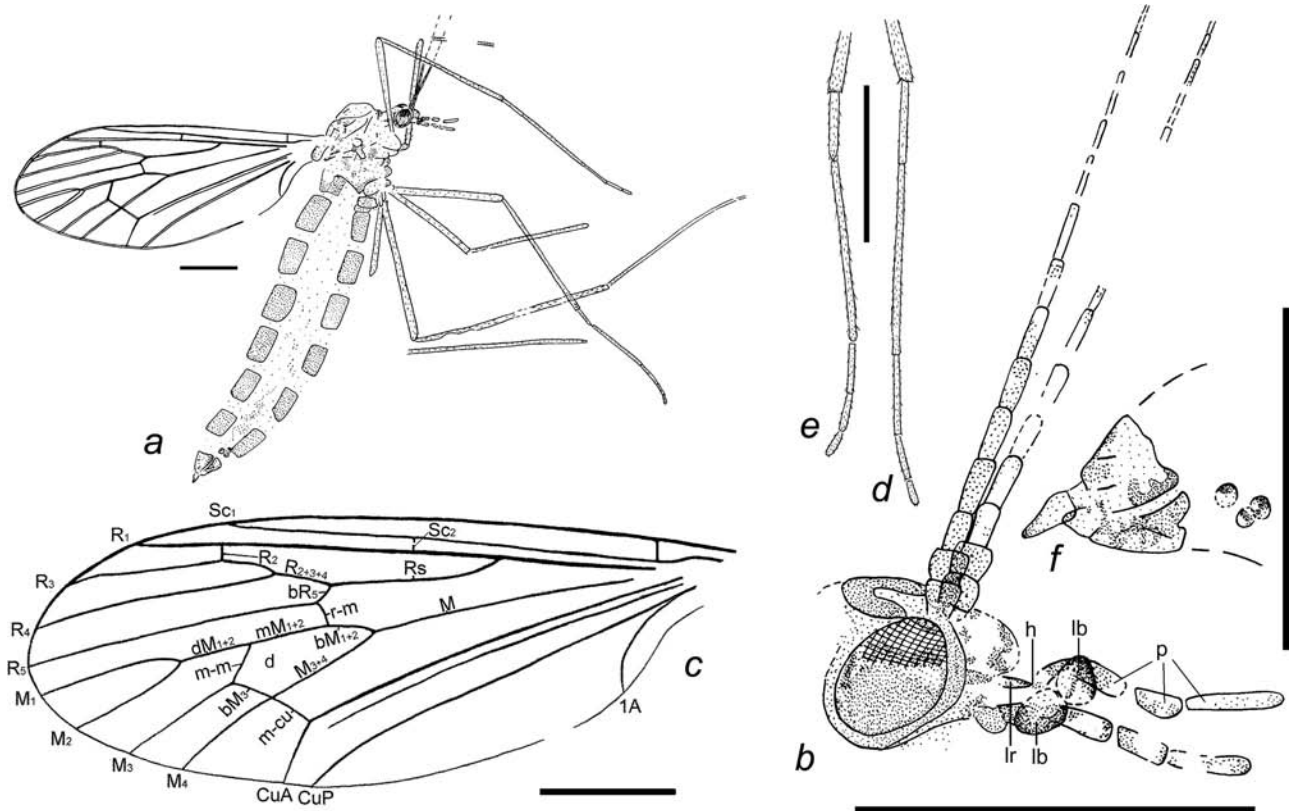 a
e
d
f
Sc1
Sc2
R1
R2
R2+3+4
Rs
R3
bR5
r-m
M
R4
dM1+2
mM1+2
bM1+2
c
h
lb
p
R5
m-m
d
M3+4
M1
bM3
m-cu
1A
M2
lr
lb
b
M3
M4
CuA CuP